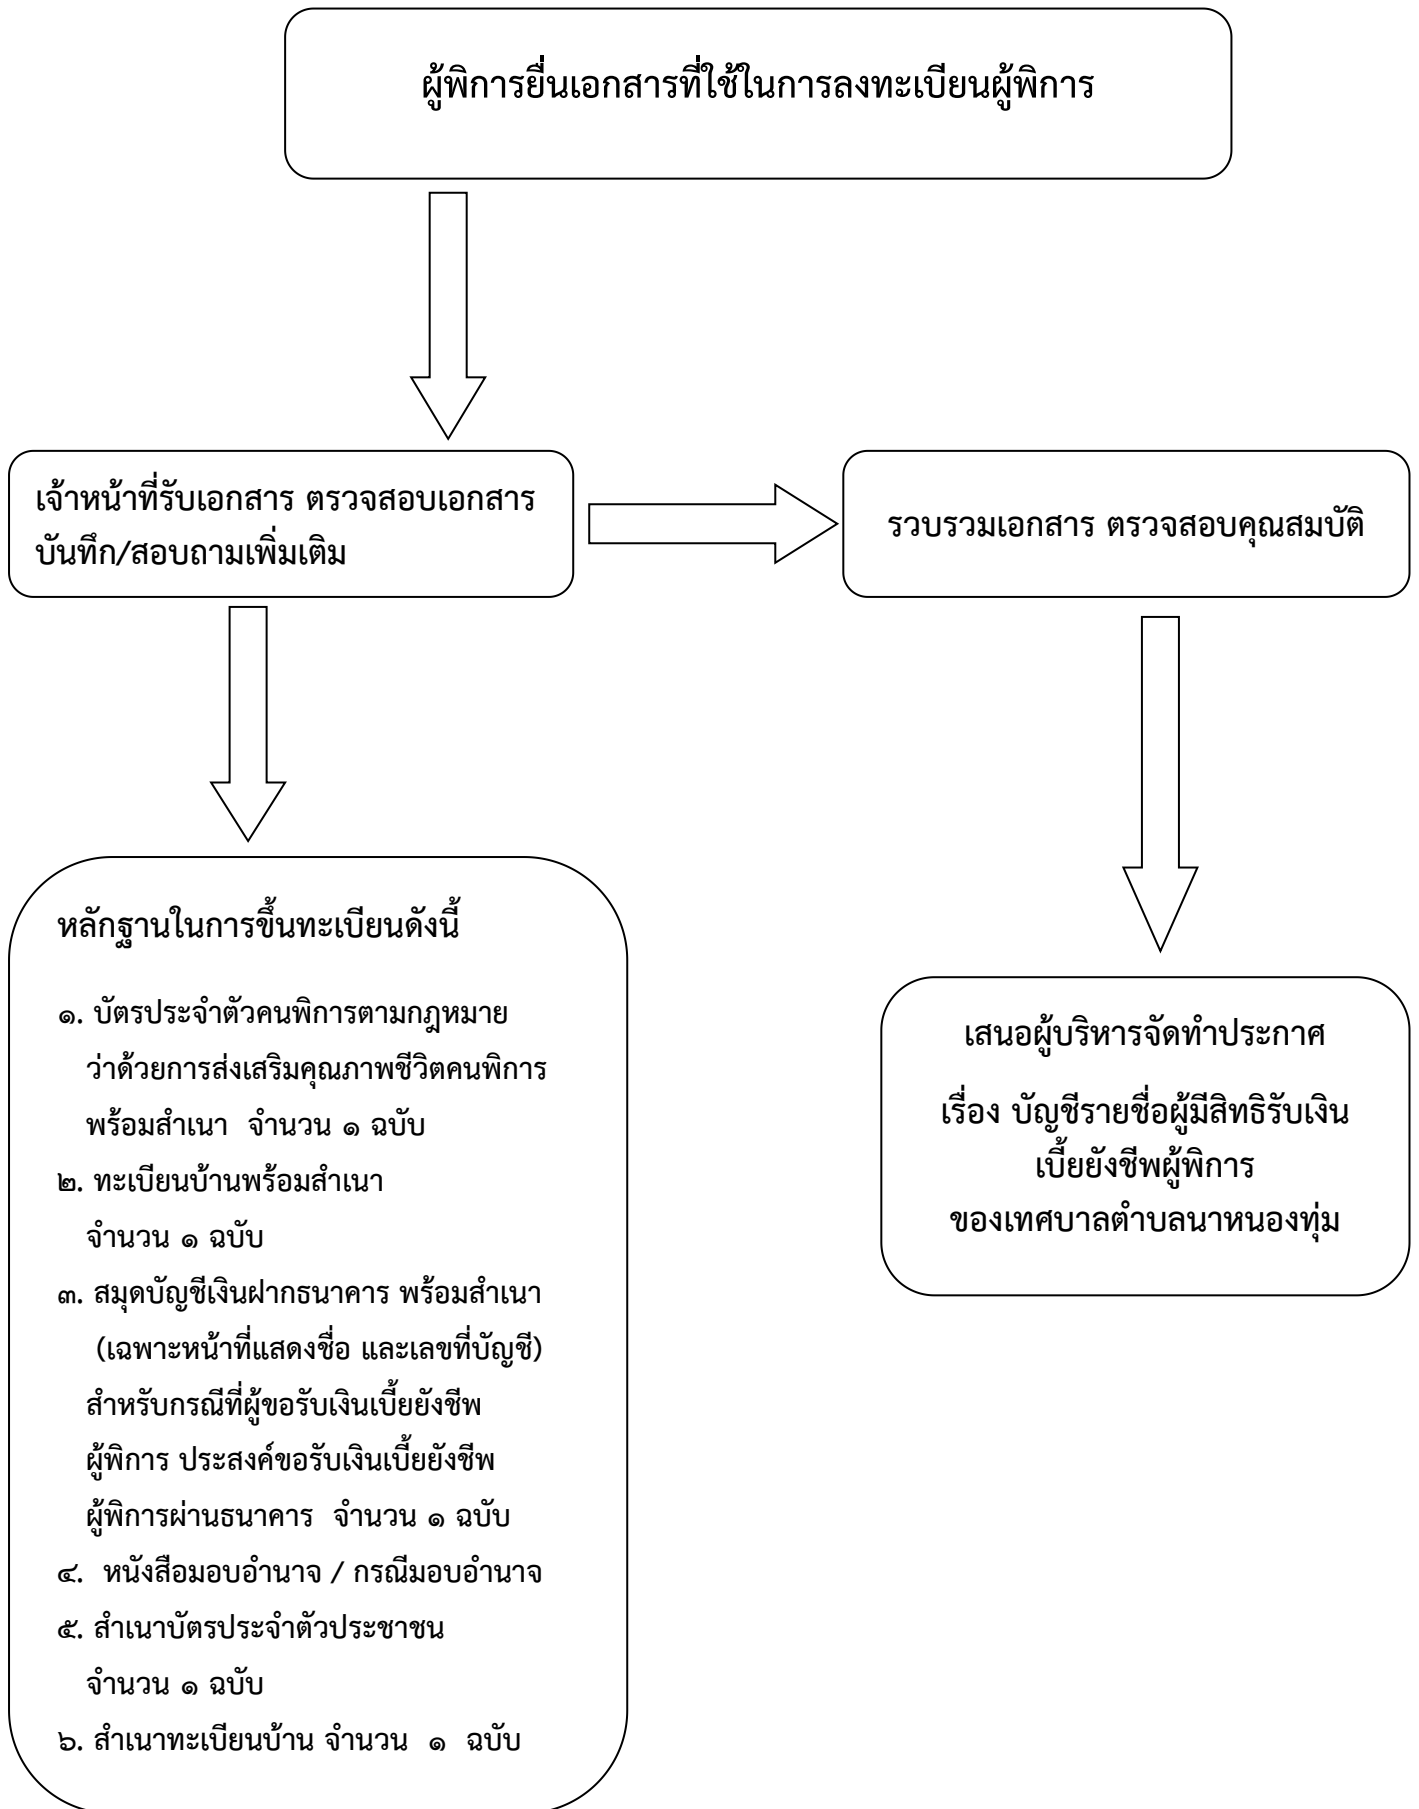 ผู้พิการยื่นเอกสารที่ใช้ในการลงทะเบียนผู้พิการ
เจ้าหน้าที่รับเอกสาร ตรวจสอบเอกสาร
บันทึก/สอบถามเพิ่มเติม
รวบรวมเอกสาร ตรวจสอบคุณสมบัติ
หลักฐานในการขึ้นทะเบียนดังนี้
๑. บัตรประจำตัวคนพิการตามกฎหมาย
ว่าด้วยการส่งเสริมคุณภาพชีวิตคนพิการ
พร้อมสำเนา จำนวน ๑ ฉบับ
๒. ทะเบียนบ้านพร้อมสำเนา
จำนวน ๑ ฉบับ
๓. สมุดบัญชีเงินฝากธนาคาร พร้อมสำเนา
(เฉพาะหน้าที่แสดงชื่อ และเลขที่บัญชี)
สำหรับกรณีที่ผู้ขอรับเงินเบี้ยยังชีพ
ผู้พิการ ประสงค์ขอรับเงินเบี้ยยังชีพ
ผู้พิการผ่านธนาคาร จำนวน ๑ ฉบับ
๔. หนังสือมอบอำนาจ / กรณีมอบอำนาจ
๕. สำเนาบัตรประจำตัวประชาชน
จำนวน ๑ ฉบับ
๖. สำเนาทะเบียนบ้าน จำนวน ๑ ฉบับ
เสนอผู้บริหารจัดทำประกาศ
เรื่อง บัญชีรายชื่อผู้มีสิทธิรับเงิน
เบี้ยยังชีพผู้พิการ
ของเทศบาลตำบลนาหนองทุ่ม